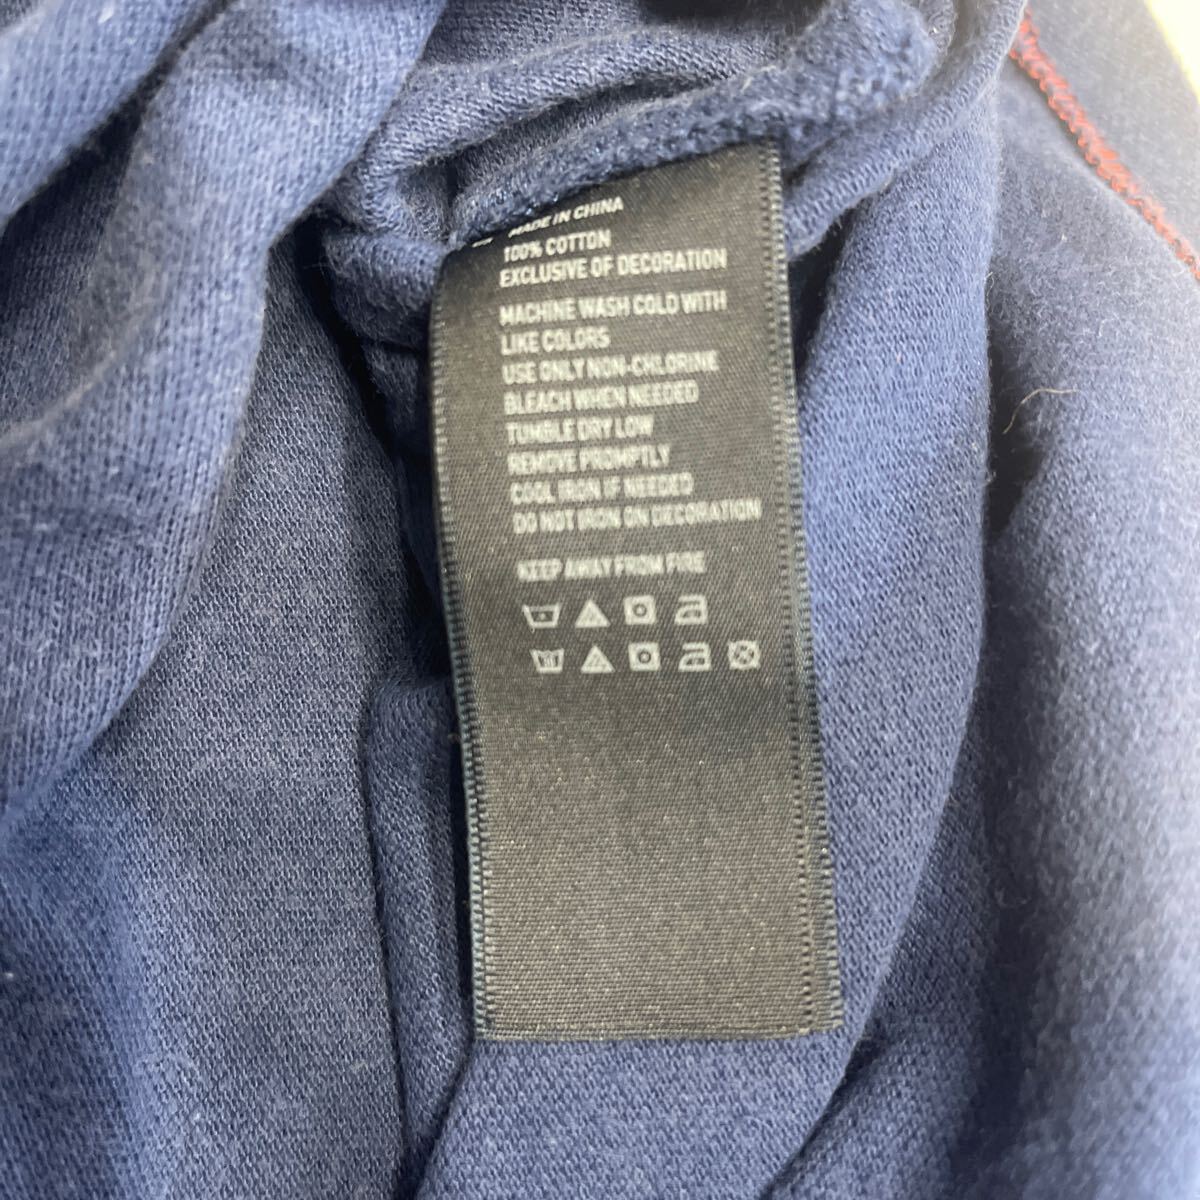 MADE IN CHINA
100% COTTON
EXCLUSIVE OF DECORATION
MACHINE WASH COLD WITH
LIKE COLORS
USE ONLY NON-CHLORINE
BLEACH WHEN NEEDED
TUMBLE DRY LOW
REMOVE PROMPTLY
COOL IRON IF NEEDED
DO NOT IRON ON DECORATION
KEEP AWAY FROM FIRE